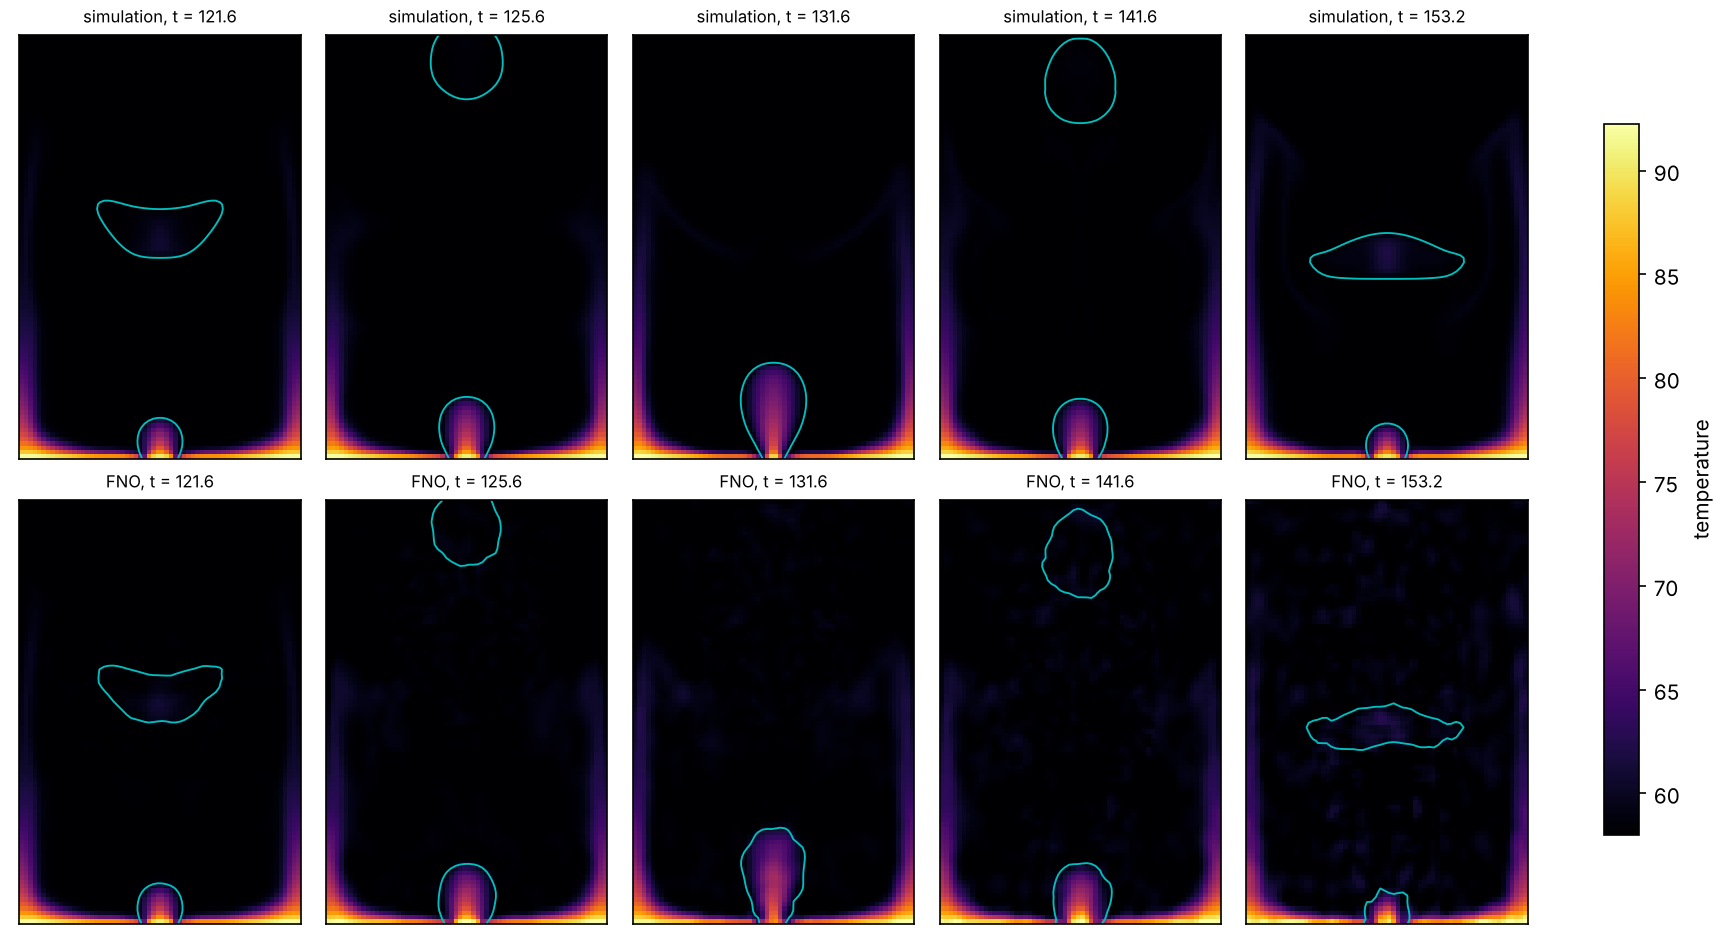 simulation, t = 121.6
simulation, t = 125.6
simulation, t = 131.6
simulation, t = 141.6
simulation, t = 153.2
FNO, t = 121.6
FNO, t = 125.6
FNO, t = 131.6
FNO, t = 141.6
FNO, t = 153.2
90
85
80
75
70
65
60
temperature